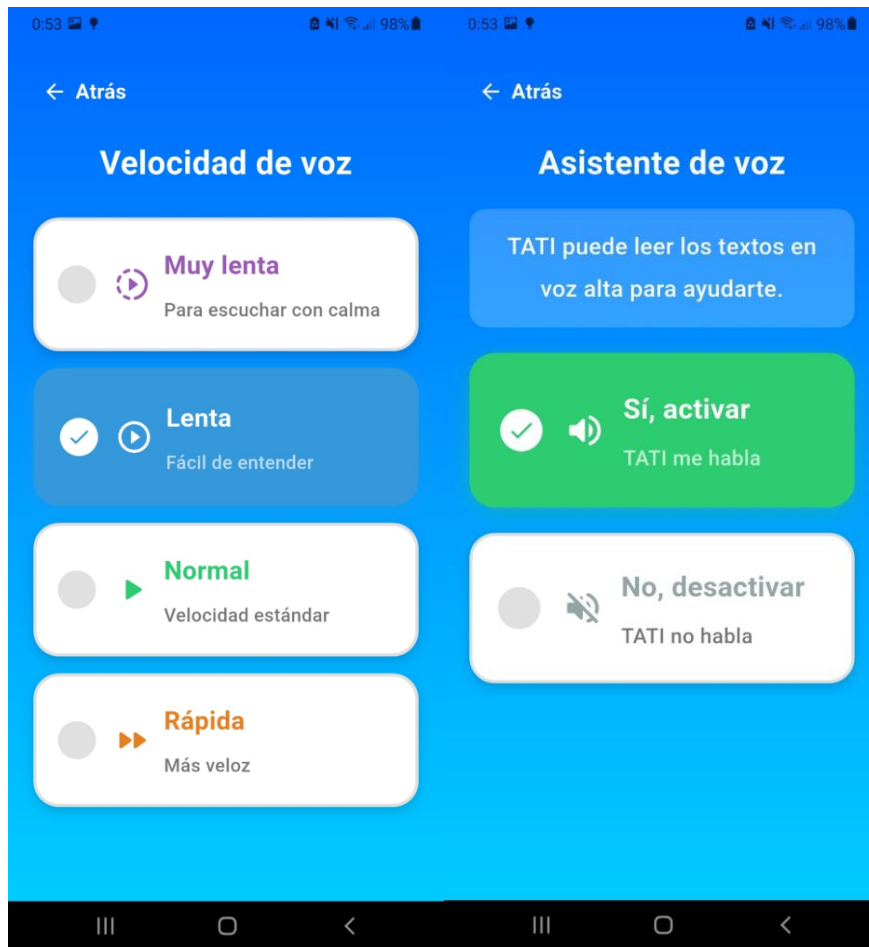 0:53
98%
Atrás
Velocidad de voz
Muy lenta
Para escuchar con calma
Lenta
Fácil de entender
Normal
Velocidad estándar
Rápida
Más veloz
0:53
98%
Atrás
Asistente de voz
TATI puede leer los textos en
voz alta para ayudarte.
Sí, activar
TATI me habla
No, desactivar
TATI no habla